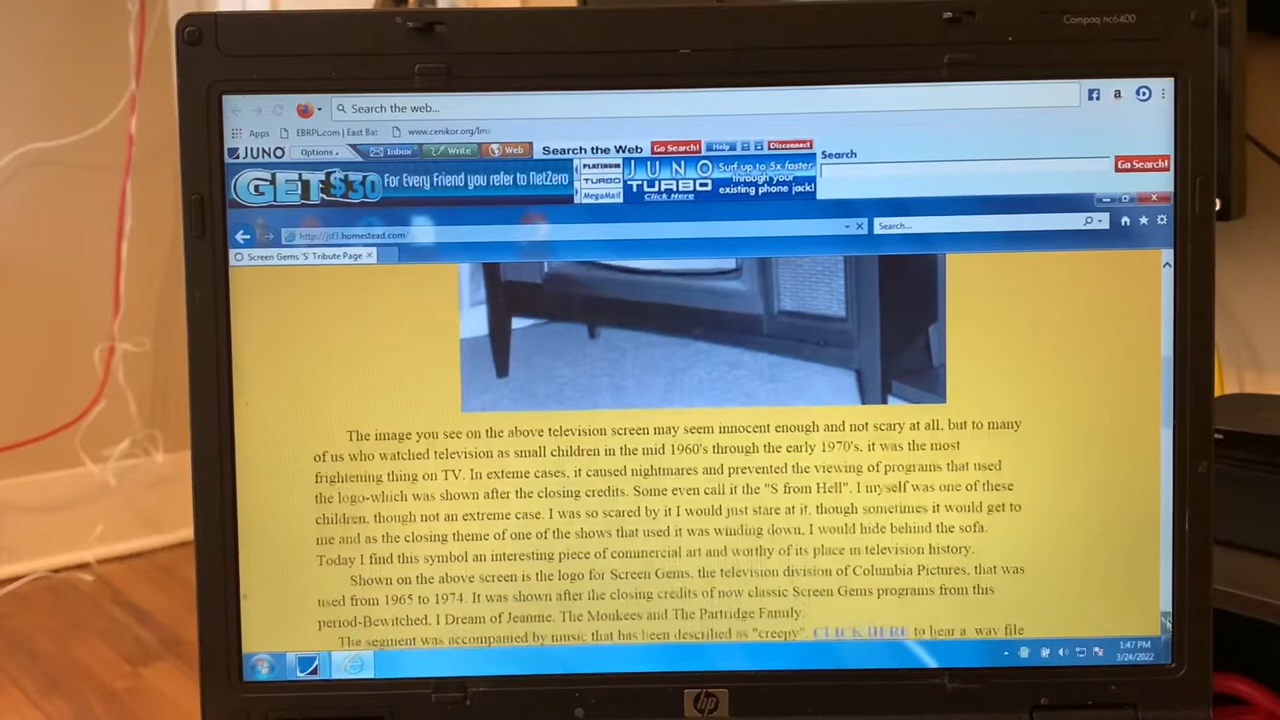 Compaq nc6400
Search the web...
Apps EBRPL.com | East Bat www.cenikor.org/Ima
JUNO Options Inbox Write Web Search the Web Go Search! Help Disconnect
Search
GET $30 For Every Friend you refer to NetZero
PLATINUM
TURBO
MegaMail
JUNO
TURBO
Click Here
Surf up to 5x faster
through your
existing phone jack!
Go Search!
http://jsf3.homestead.com/
Search...
Screen Gems 'S' Tribute Page
The image you see on the above television screen may seem innocent enough and not scary at all, but to many
of us who watched television as small children in the mid 1960's through the early 1970's, it was the most
frightening thing on TV. In exteme cases, it caused nightmares and prevented the viewing of programs that used
the logo-which was shown after the closing credits. Some even call it the "S from Hell". I myself was one of these
children, though not an extreme case. I was so scared by it I would just stare at it, though sometimes it would get to
me and as the closing theme of one of the shows that used it was winding down, I would hide behind the sofa.
Today I find this symbol an interesting piece of commercial art and worthy of its place in television history.
Shown on the above screen is the logo for Screen Gems, the television division of Columbia Pictures, that was
used from 1965 to 1974. It was shown after the closing credits of now classic Screen Gems programs from this
period-Bewitched, I Dream of Jeanne, The Monkees and The Partridge Family.
The segment was accompanied by music that has been described as "creepy". CLICK HERE to hear a .wav file
1:47 PM
3/24/2022
hp